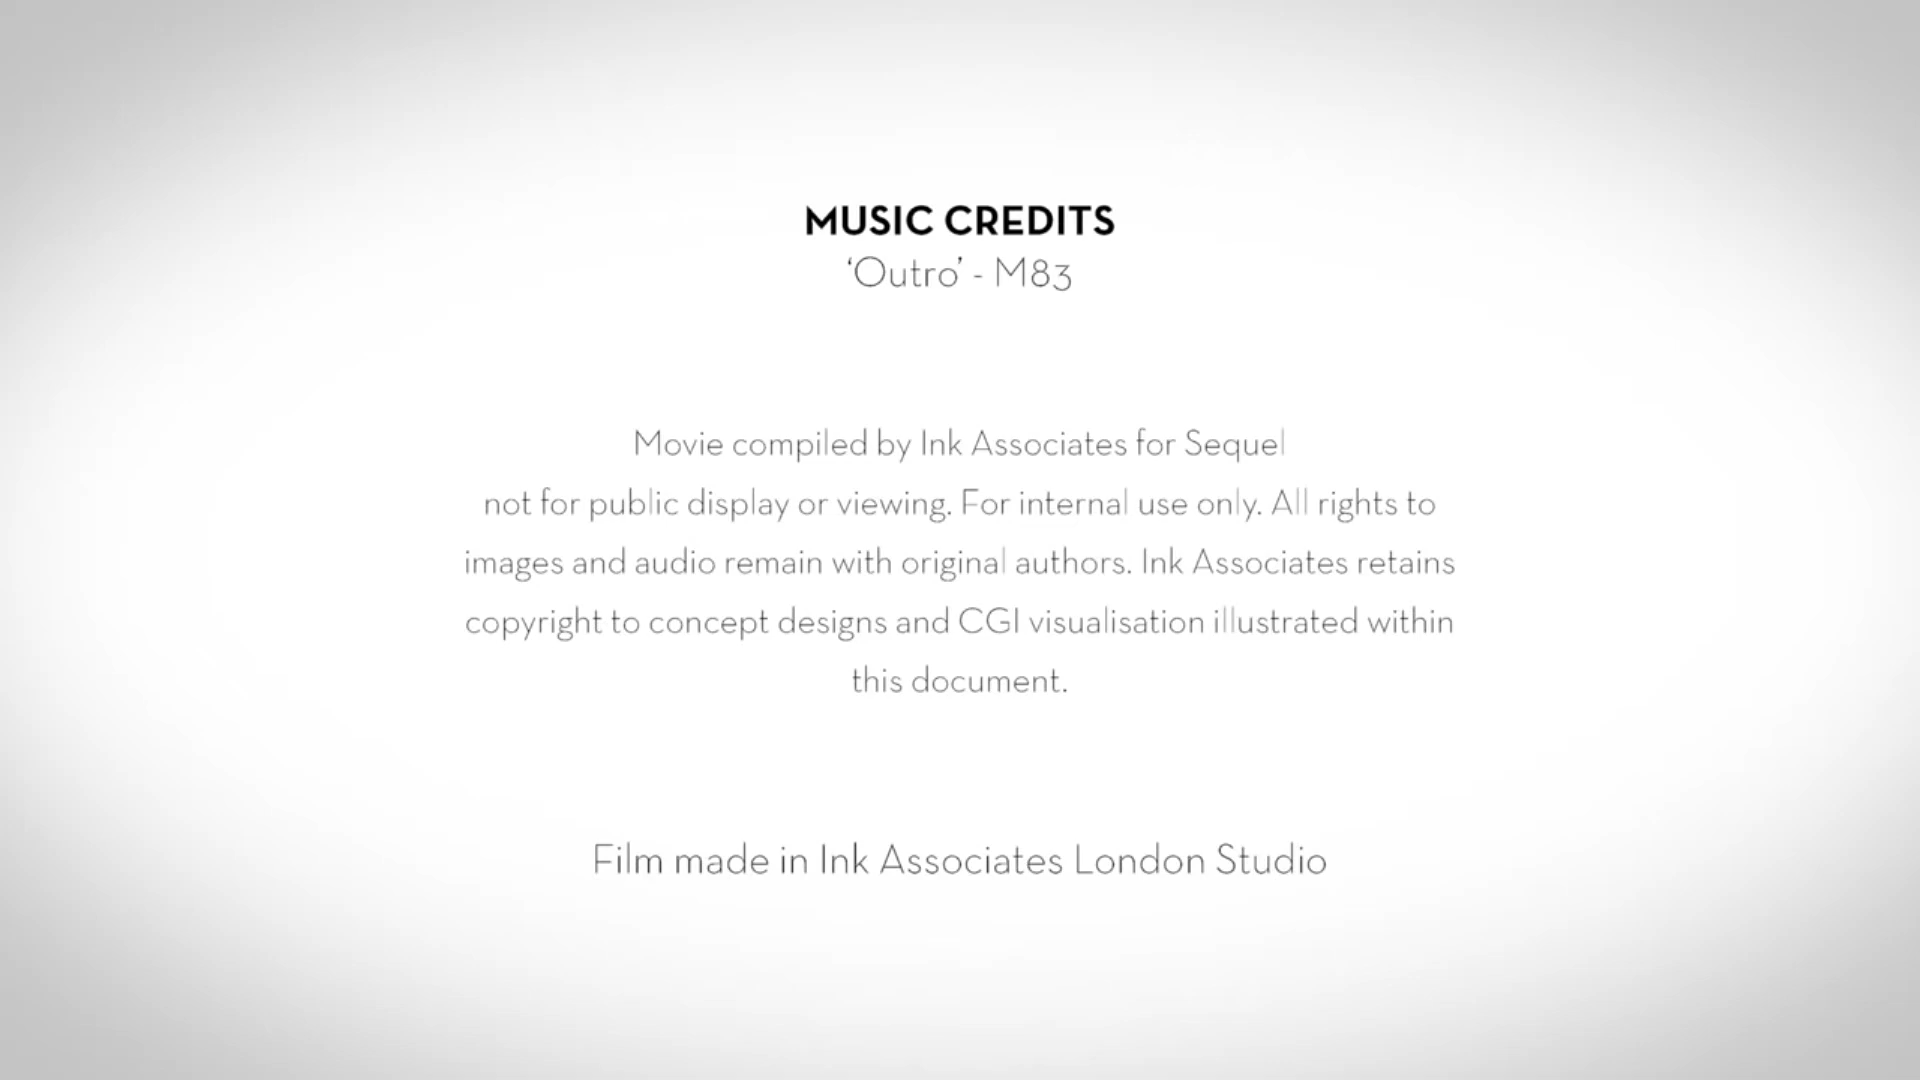 MUSIC CREDITS
‘Outro’ - M83
Movie compiled by Ink Associates for Sequel
not for public display or viewing. For internal use only. All rights to
images and audio remain with original authors. Ink Associates retains
copyright to concept designs and CGI visualisation illustrated within
this document.
Film made in Ink Associates London Studio